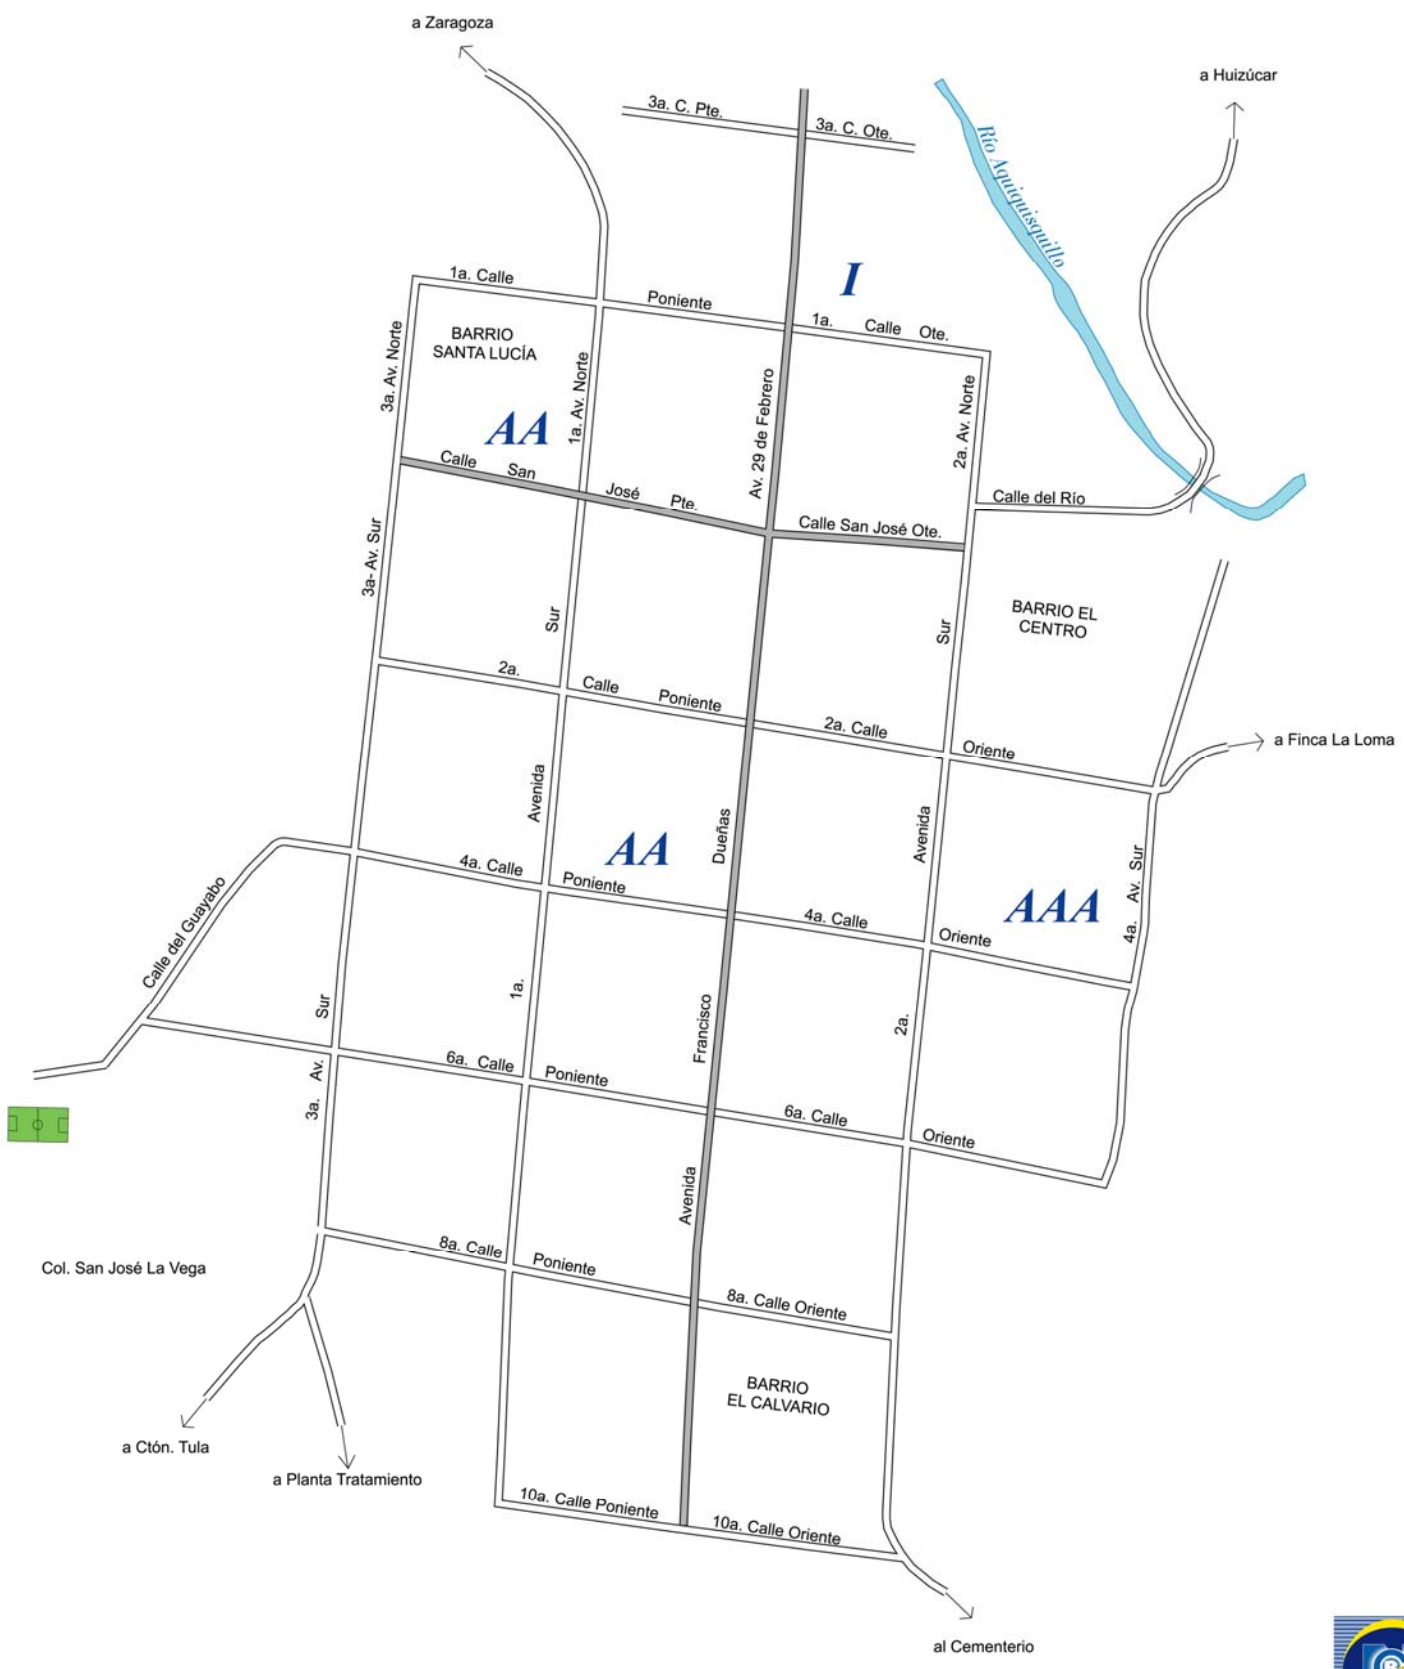 a Zaragoza
a Huizúcar
3a. C. Pte.
3a. C. Ote.
Río Aquiquisquillo
I
1a. Calle Poniente
1a. Calle Ote.
BARRIO
SANTA LUCÍA
3a. Av. Norte
1a. Av. Norte
Av. 29 de Febrero
2a. Av. Norte
AA
Calle San José Pte.
Calle San José Ote.
Calle del Río
3a- Av. Sur
Sur
Sur
BARRIO EL
CENTRO
2a. Calle Poniente
2a. Calle Oriente
a Finca La Loma
Avenida
Dueñas
Avenida
4a. Av. Sur
AA
AAA
4a. Calle Poniente
4a. Calle Oriente
Calle del Guayabo
1a.
2a.
Francisco
3a. Av. Sur
6a. Calle Poniente
6a. Calle Oriente
Avenida
8a. Calle Poniente
8a. Calle Oriente
Col. San José La Vega
BARRIO
EL CALVARIO
a Ctón. Tula
a Planta Tratamiento
10a. Calle Poniente
10a. Calle Oriente
al Cementerio